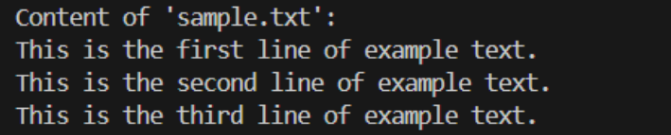 Content of 'sample.txt':
This is the first line of example text.
This is the second line of example text.
This is the third line of example text.